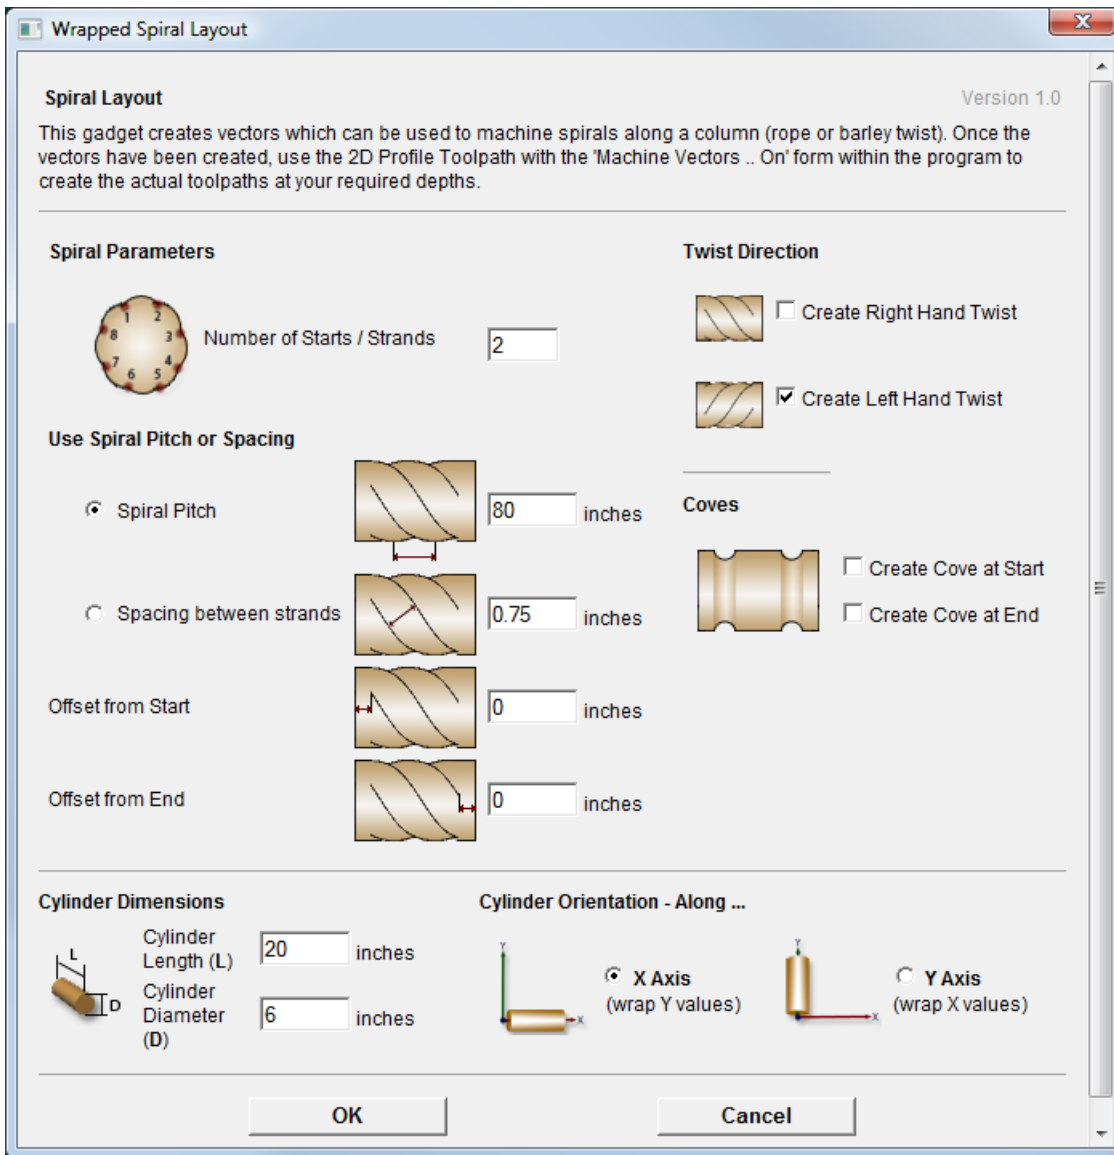 Wrapped Spiral Layout
X
Spiral Layout
Version 1.0
This gadget creates vectors which can be used to machine spirals along a column (rope or barley twist). Once the
vectors have been created, use the 2D Profile Toolpath with the 'Machine Vectors .. On' form within the program to
create the actual toolpaths at your required depths.
Spiral Parameters
1 2 3 4 5 6 7 8
Number of Starts / Strands
2
Use Spiral Pitch or Spacing
Spiral Pitch
80
inches
Spacing between strands
0.75
inches
Offset from Start
0
inches
Offset from End
0
inches
Twist Direction
Create Right Hand Twist
Create Left Hand Twist
Coves
Create Cove at Start
Create Cove at End
Cylinder Dimensions
L
D
Cylinder
Length (L)
20
inches
Cylinder
Diameter
(D)
6
inches
Cylinder Orientation - Along ...
Y
X
X Axis
(wrap Y values)
Y
X
Y Axis
(wrap X values)
OK
Cancel